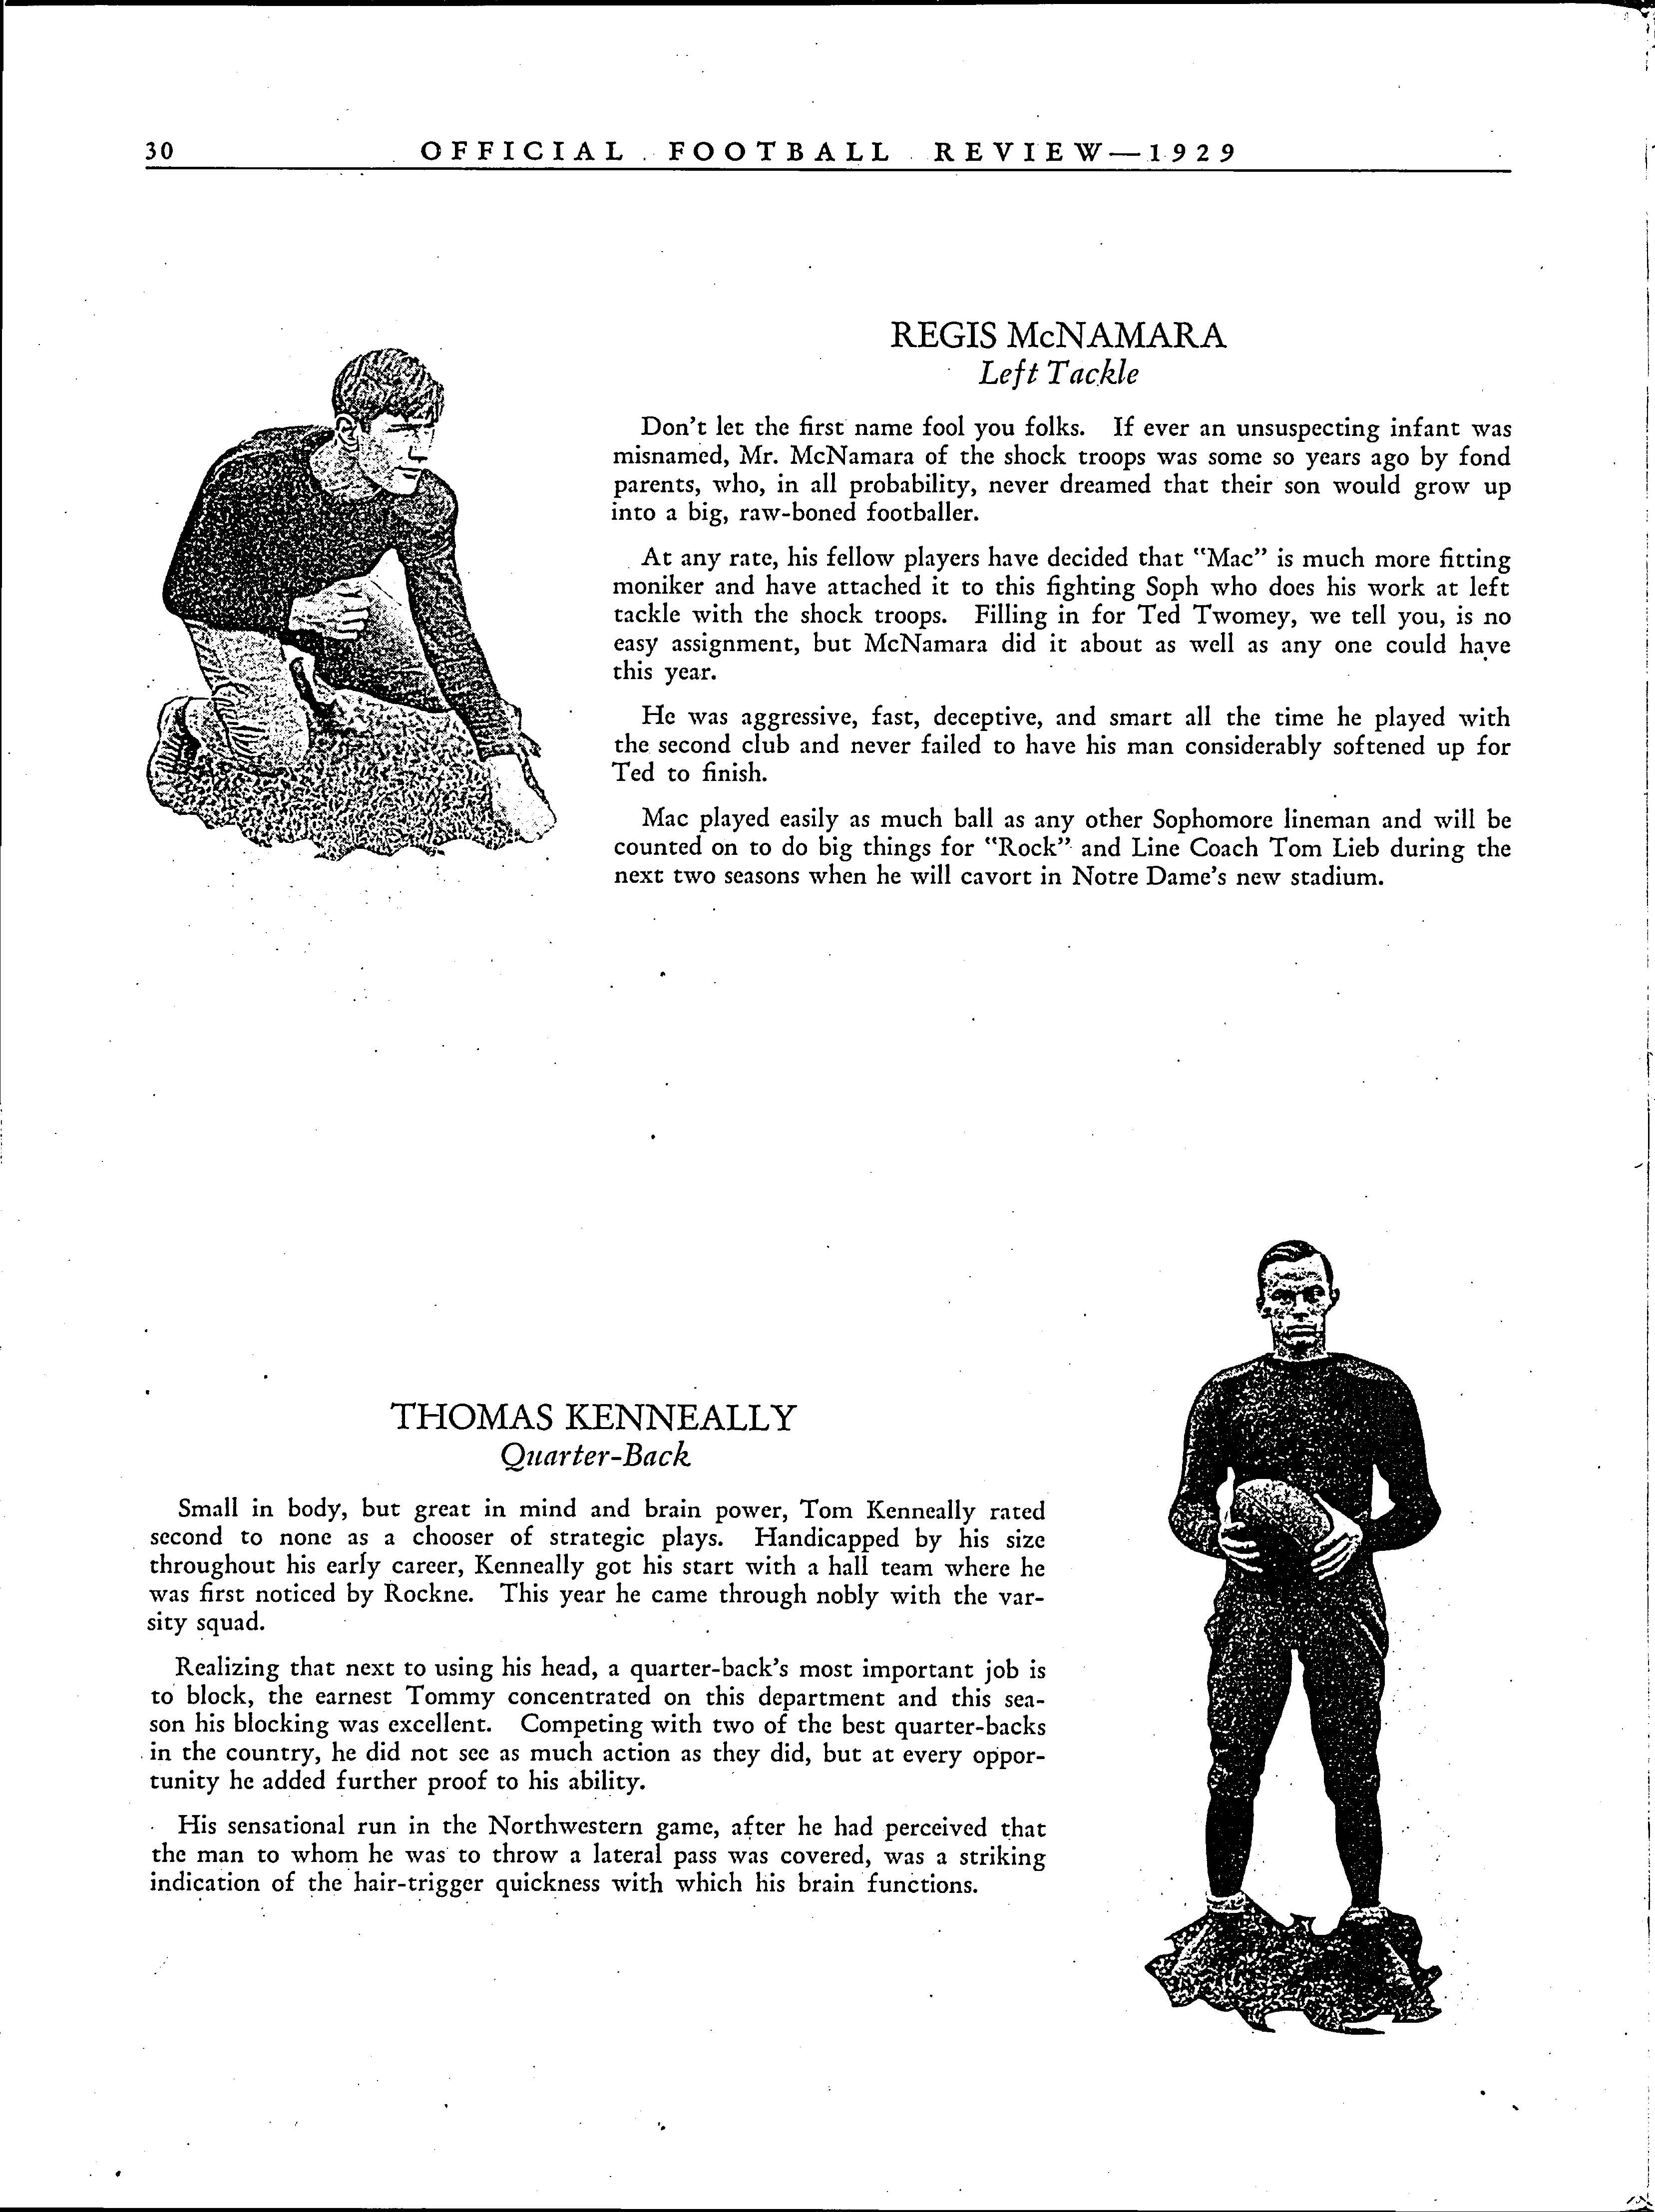 30 OFFICIAL FOOTBALL REVIEW—1929
REGIS McNAMARA
Left Tackle
Don't let the first name fool you folks. If ever an unsuspecting infant was
misnamed, Mr. McNamara of the shock troops was some so years ago by fond
parents, who, in all probability, never dreamed that their son would grow up
into a big, raw-boned footballer.
At any rate, his fellow players have decided that "Mac" is much more fitting
moniker and have attached it to this fighting Soph who does his work at left
tackle with the shock troops. Filling in for Ted Twomey, we tell you, is no
easy assignment, but McNamara did it about as well as any one could have
this year.
He was aggressive, fast, deceptive, and smart all the time he played with
the second club and never failed to have his man considerably softened up for
Ted to finish.
Mac played easily as much ball as any other Sophomore lineman and will be
counted on to do big things for "Rock" and Line Coach Tom Lieb during the
next two seasons when he will cavort in Notre Dame's new stadium.
THOMAS KENNEALLY
Quarter-Back
Small in body, but great in mind and brain power, Tom Kenneally rated
second to none as a chooser of strategic plays. Handicapped by his size
throughout his early career, Kenneally got his start with a hall team where he
was first noticed by Rockne. This year he came through nobly with the var-
sity squad.
Realizing that next to using his head, a quarter-back's most important job is
to block, the earnest Tommy concentrated on this department and this sea-
son his blocking was excellent. Competing with two of the best quarter-backs
in the country, he did not see as much action as they did, but at every oppor-
tunity he added further proof to his ability.
His sensational run in the Northwestern game, after he had perceived that
the man to whom he was to throw a lateral pass was covered, was a striking
indication of the hair-trigger quickness with which his brain functions.